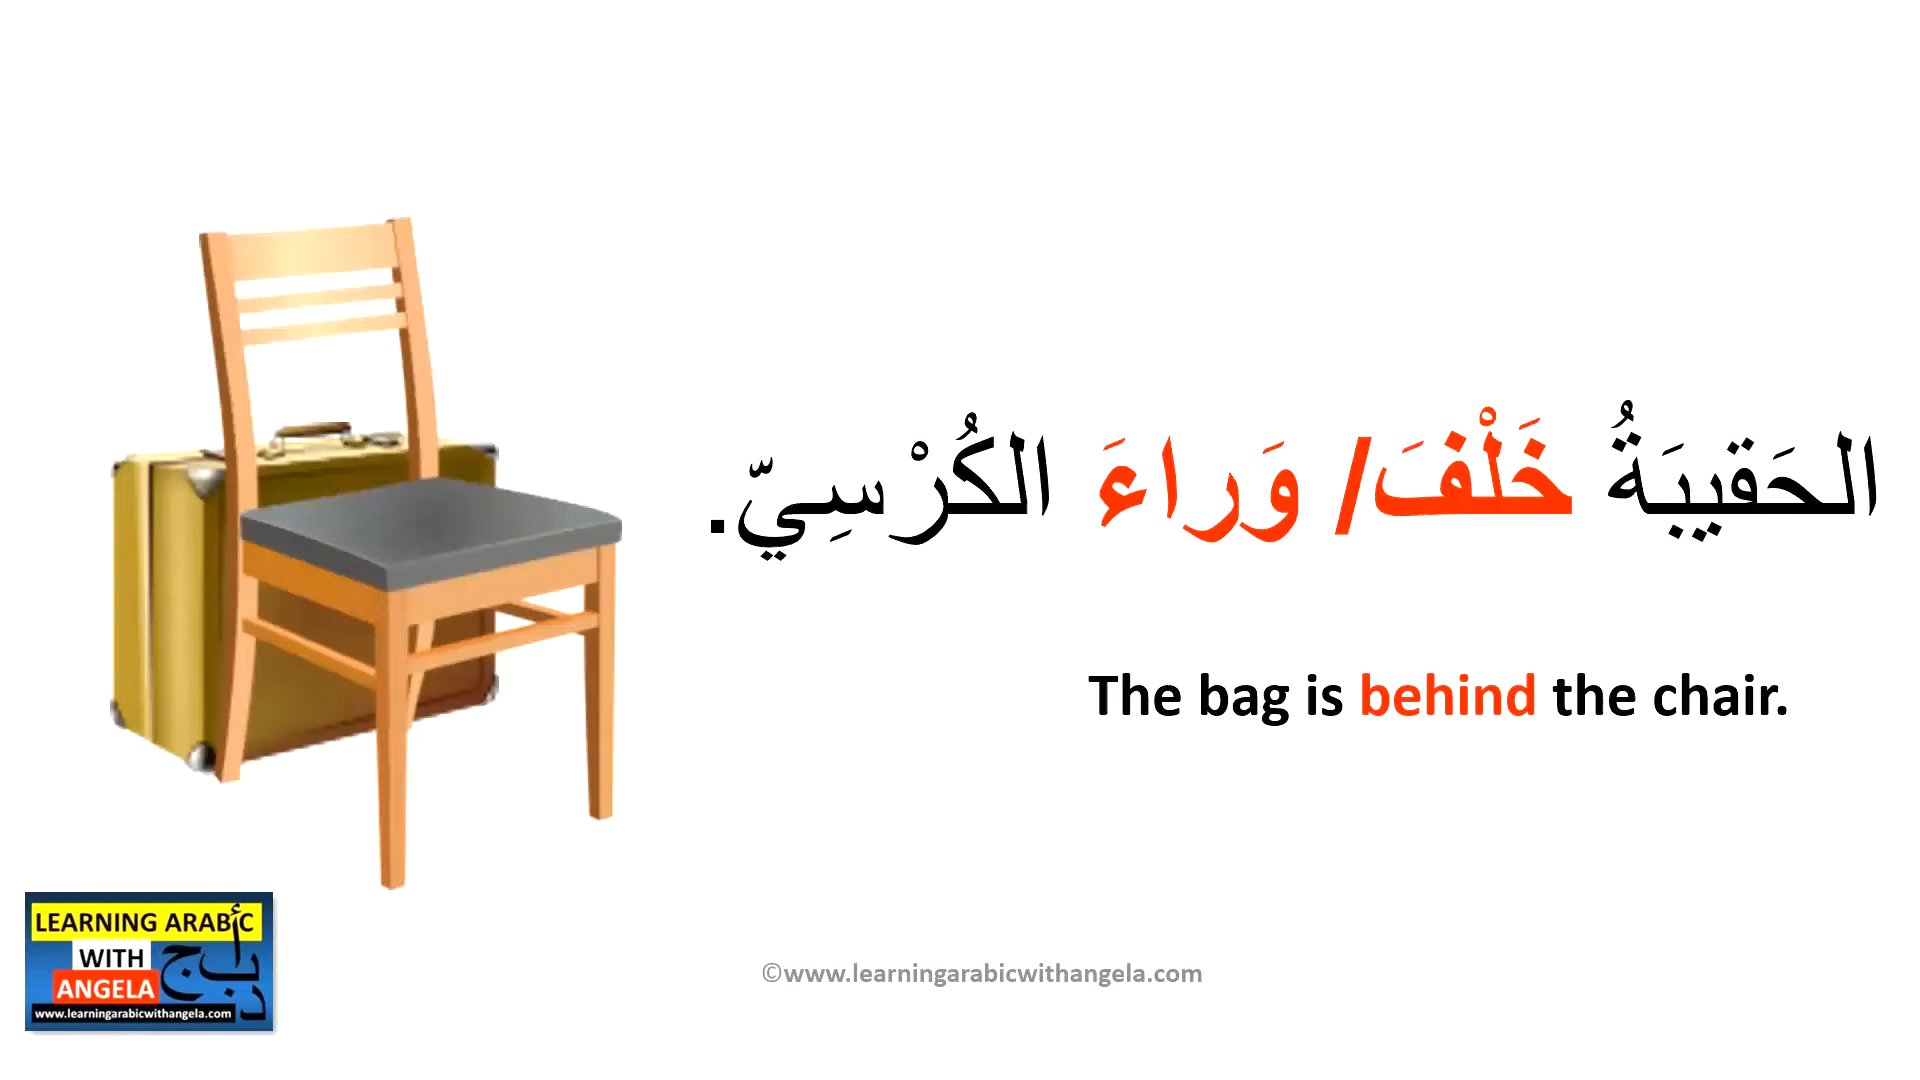 الحَقيبَةُ خَلْفَ/ وَراءَ الكُرْسِيّ.
The bag is behind the chair.
LEARNING ARABIC
WITH
ANGELA
أ ب ج د
www.learningarabicwithangela.com
©www.learningarabicwithangela.com